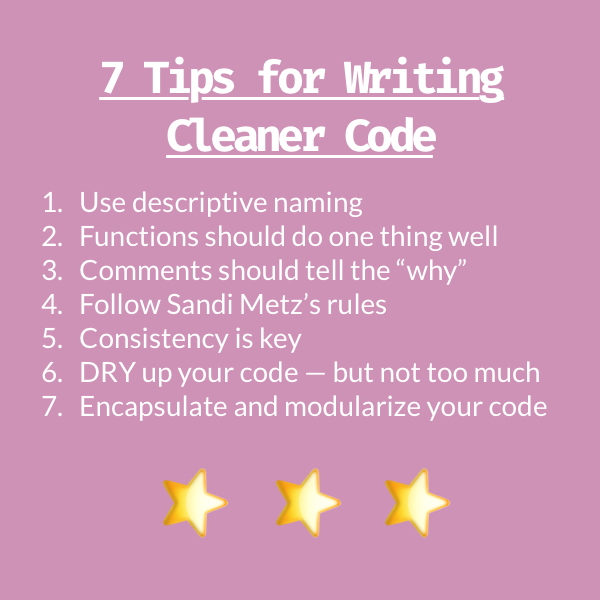 7 Tips for Writing
Cleaner Code
1. Use descriptive naming
2. Functions should do one thing well
3. Comments should tell the “why”
4. Follow Sandi Metz’s rules
5. Consistency is key
6. DRY up your code — but not too much
7. Encapsulate and modularize your code